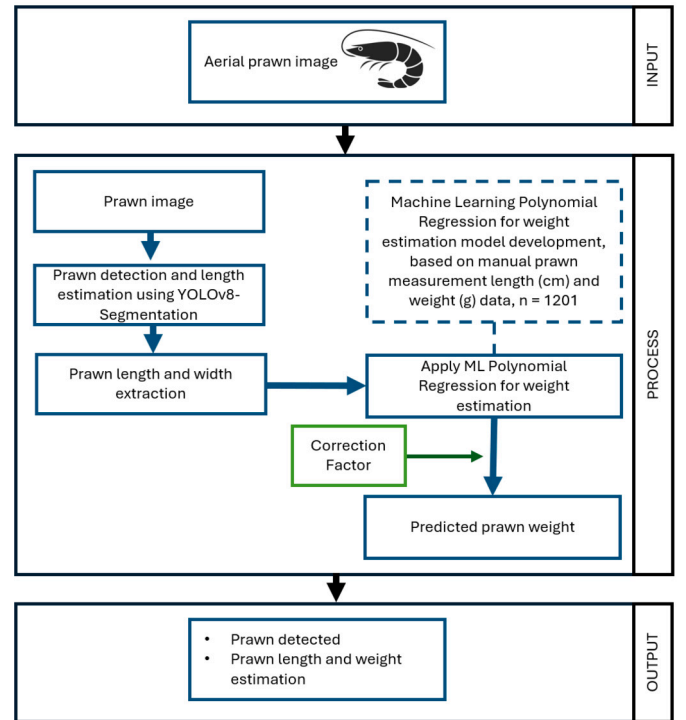 Aerial prawn image
INPUT
Prawn image
Prawn detection and length
estimation using YOLOv8-
Segmentation
Prawn length and width
extraction
Machine Learning Polynomial
Regression for weight
estimation model development,
based on manual prawn
measurement length (cm) and
weight (g) data, n = 1201
Apply ML Polynomial
Regression for weight
estimation
Correction
Factor
Predicted prawn weight
PROCESS
• Prawn detected
• Prawn length and weight
estimation
OUTPUT